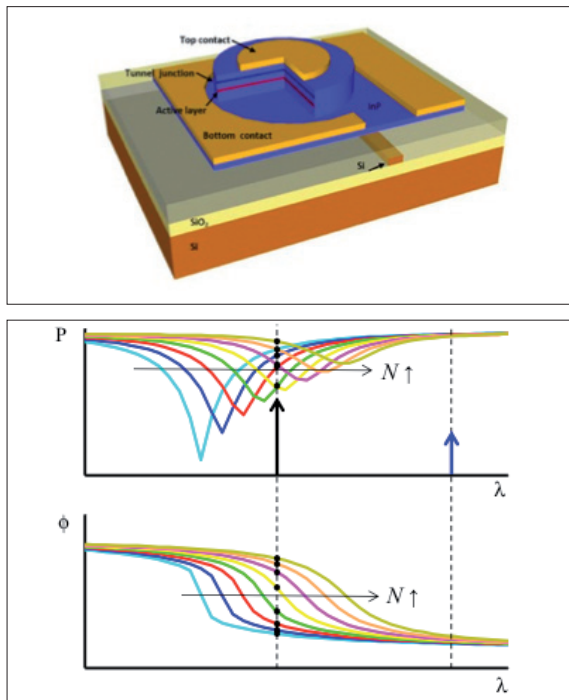 Top contact
Tunnel junction
Active layer
InP
Bottom contact
Si
SiO₂
Si
P
N ↑
λ
ϕ
N ↑
λ